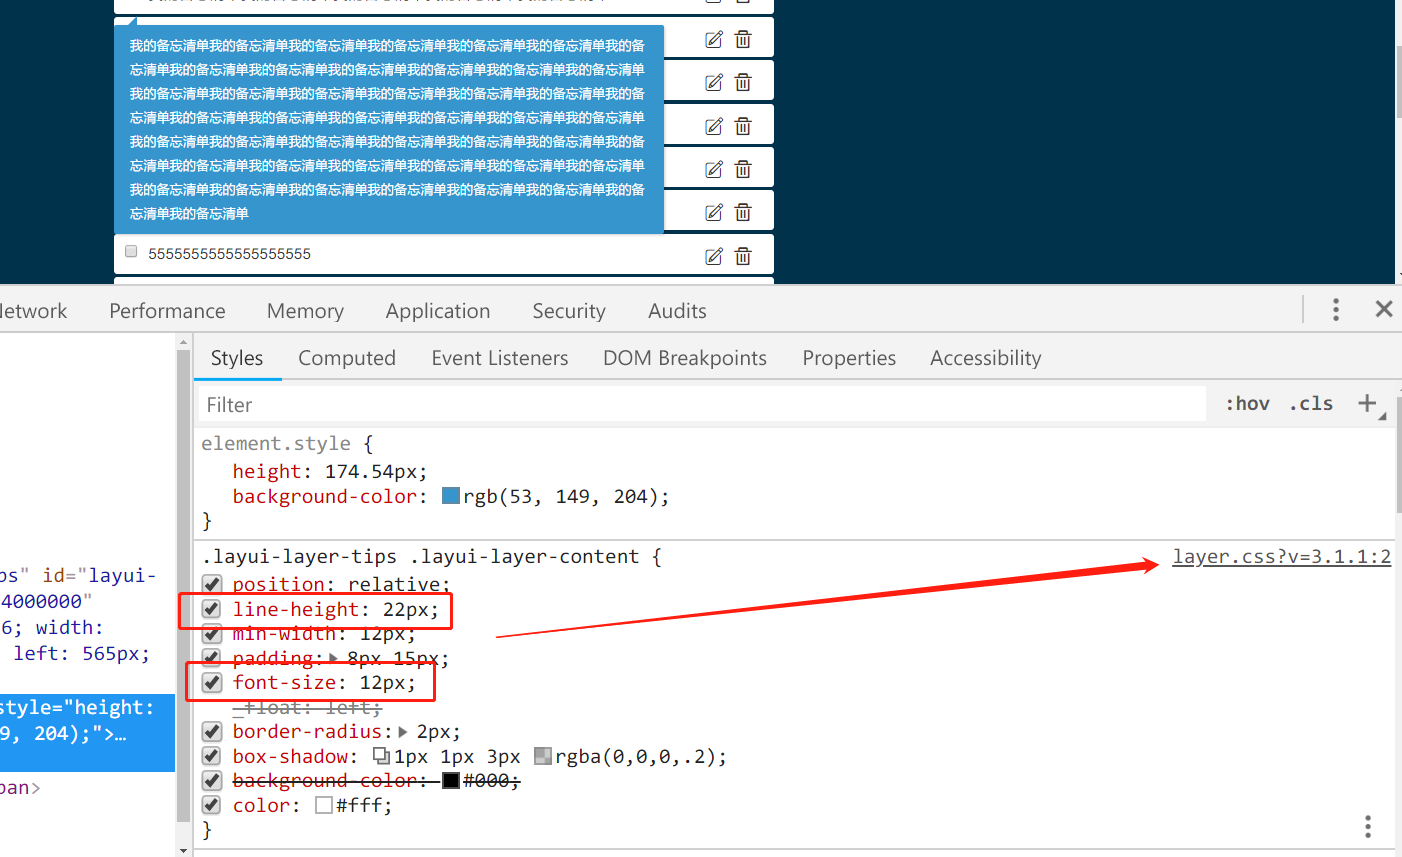 我的备忘清单我的备忘清单我的备忘清单我的备忘清单我的备忘清单我的备忘清单我的备
忘清单我的备忘清单我的备忘清单我的备忘清单我的备忘清单我的备忘清单我的备忘清单
我的备忘清单我的备忘清单我的备忘清单我的备忘清单我的备忘清单我的备忘清单我的备
忘清单我的备忘清单我的备忘清单我的备忘清单我的备忘清单我的备忘清单我的备忘清单
我的备忘清单我的备忘清单我的备忘清单我的备忘清单我的备忘清单我的备忘清单我的备
忘清单我的备忘清单我的备忘清单我的备忘清单我的备忘清单我的备忘清单我的备忘清单
我的备忘清单我的备忘清单我的备忘清单我的备忘清单我的备忘清单我的备忘清单我的备
忘清单我的备忘清单
5555555555555555555
Network Performance Memory Application Security Audits
Styles Computed Event Listeners DOM Breakpoints Properties Accessibility
Filter :hov .cls +
element.style {
height: 174.54px;
background-color: rgb(53, 149, 204);
}
.layui-layer-tips .layui-layer-content { layer.css?v=3.1.1:2
position: relative;
line-height: 22px;
min-width: 12px;
padding: 8px 15px;
font-size: 12px;
_float: left;
border-radius: 2px;
box-shadow: 1px 1px 3px rgba(0,0,0,.2);
background-color: #000;
color: #fff;
}
ps" id="layui-
4000000"
6; width:
left: 565px;
style="height:
9, 204);">…
pan>